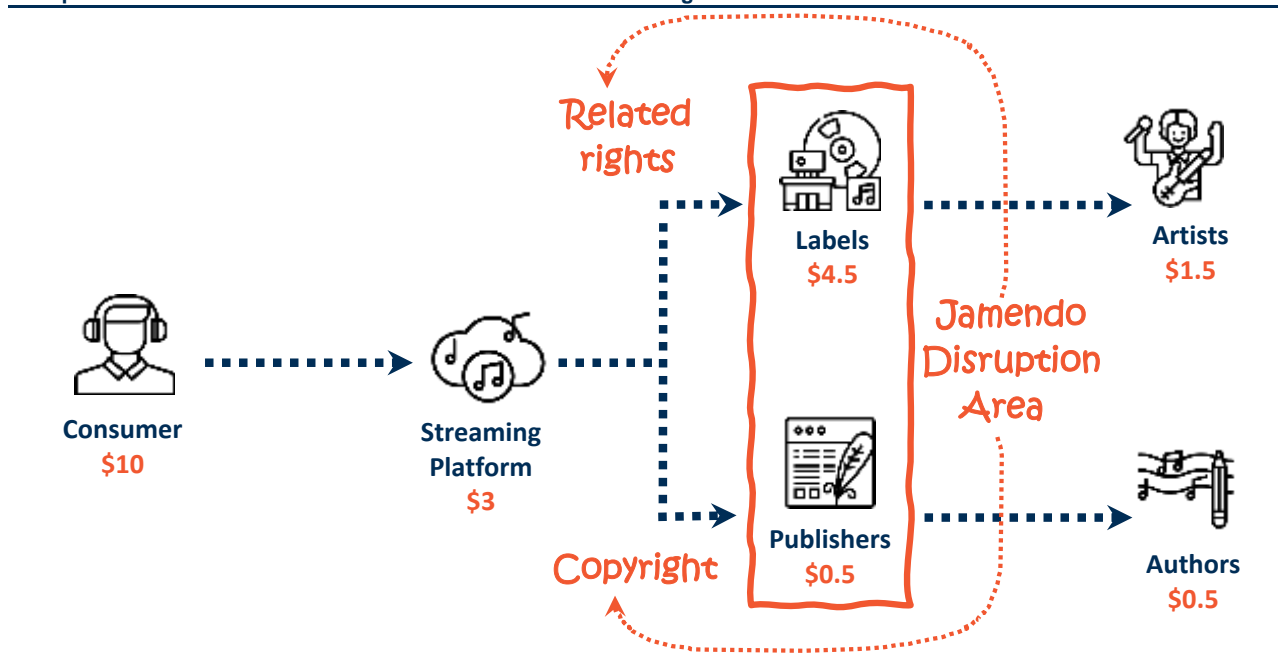 Related
rights
Labels
$4.5
Artists
$1.5
Jamendo
Disruption
Area
Consumer
$10
Streaming
Platform
$3
Copyright
Publishers
$0.5
Authors
$0.5